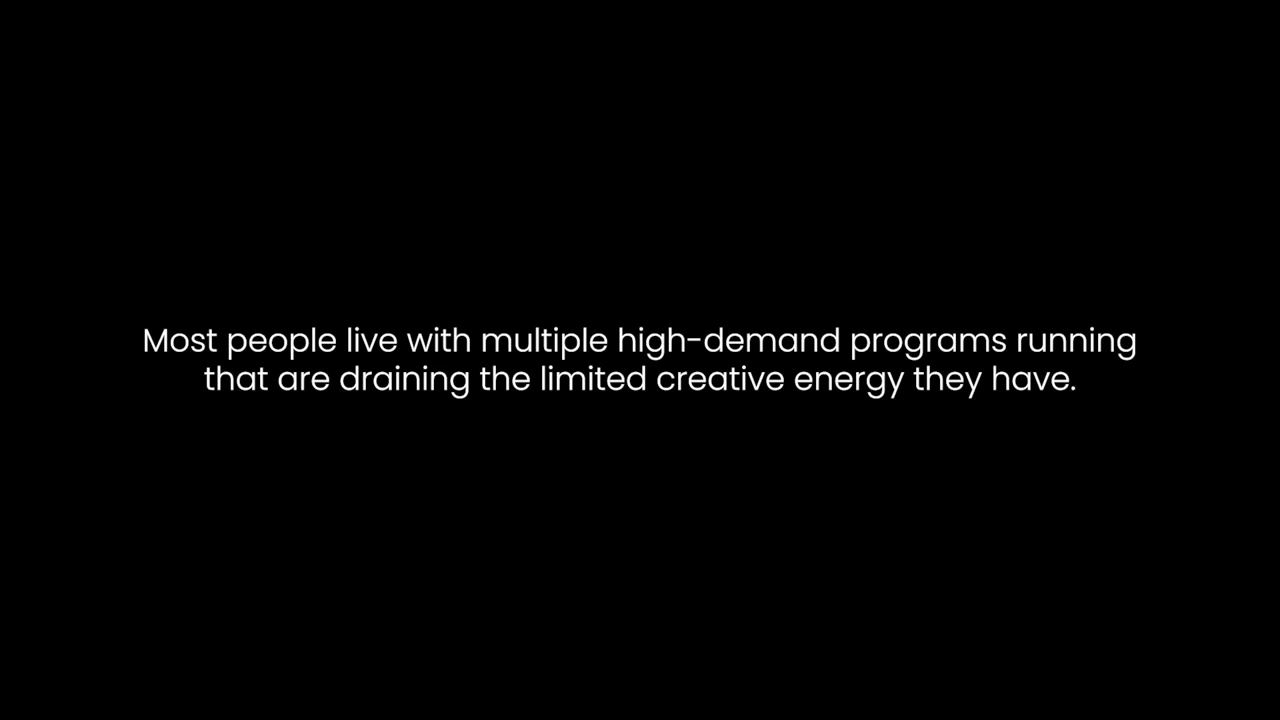 Most people live with multiple high-demand programs running
that are draining the limited creative energy they have.